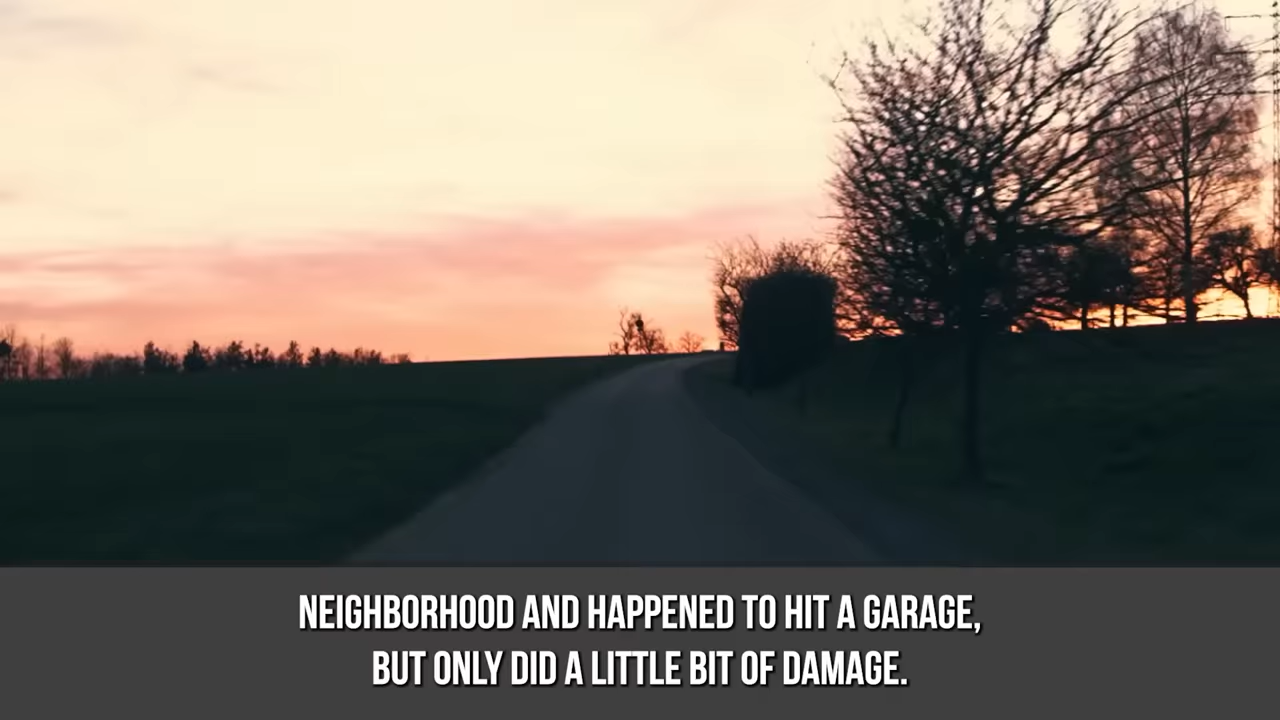 NEIGHBORHOOD AND HAPPENED TO HIT A GARAGE,
BUT ONLY DID A LITTLE BIT OF DAMAGE.